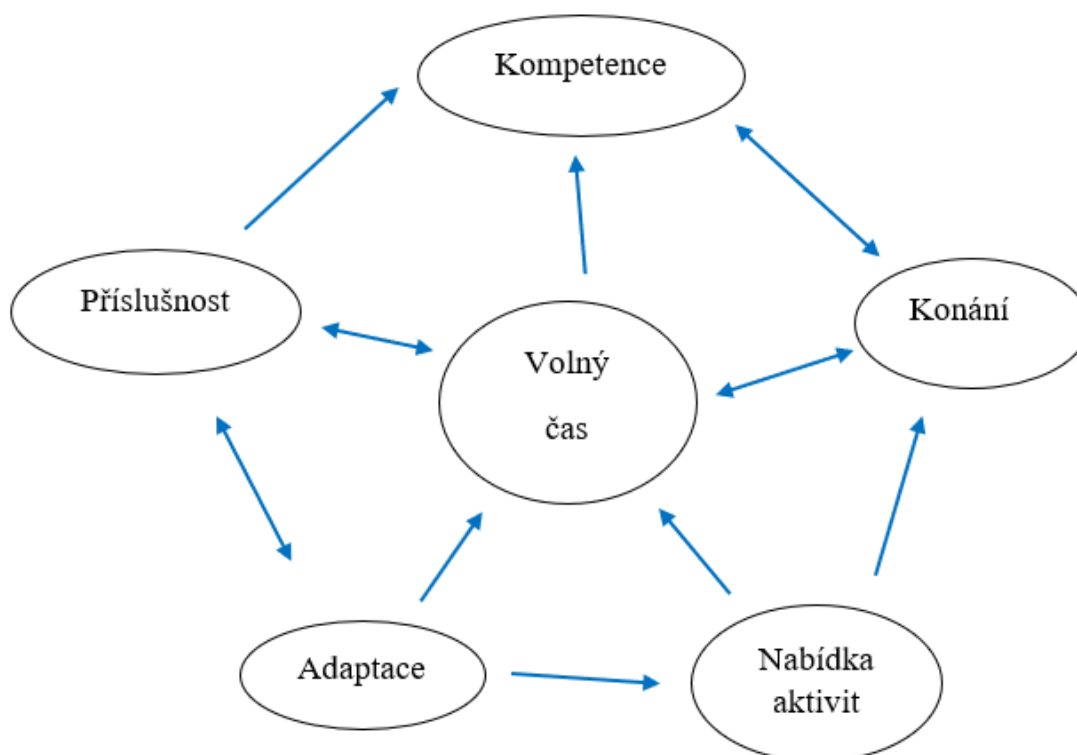 Kompetence
Příslušnost
Konání
Volný
čas
Adaptace
Nabídka
aktivit